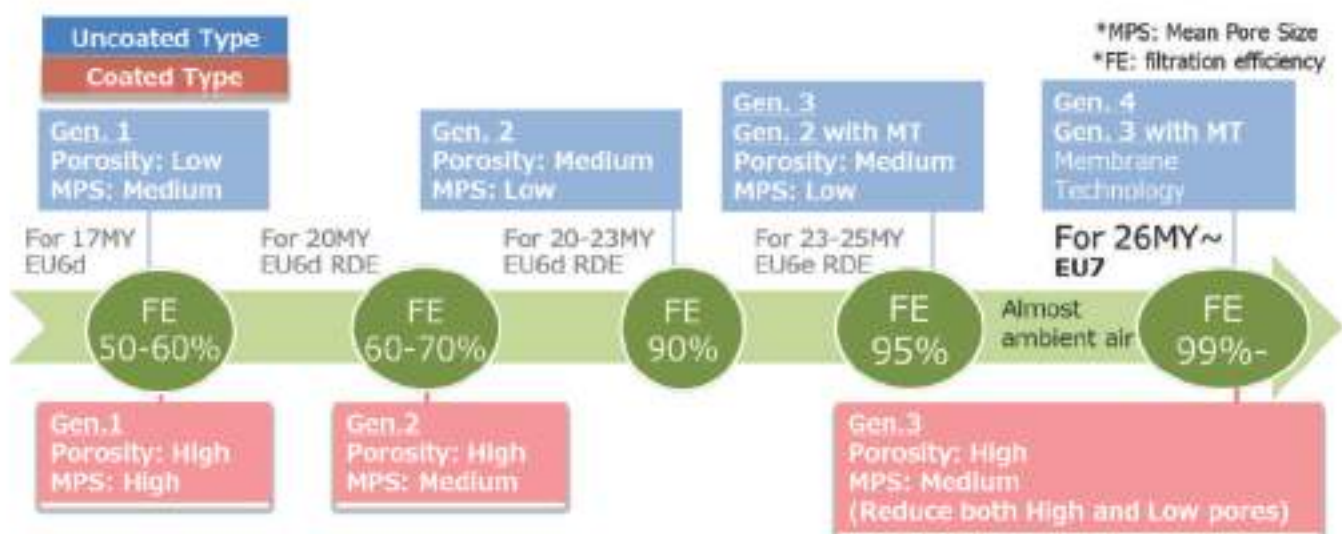 Uncoated Type
Coated Type
*MPS: Mean Pore Size
*FE: filtration efficiency
Gen. 1
Porosity: Low
MPS: Medium
Gen. 2
Porosity: Medium
MPS: Low
Gen. 3
Gen. 2 with MT
Porosity: Medium
MPS: Low
Gen. 4
Gen. 3 with MT
Membrane
Technology
For 17MY
EU6d
For 20MY
EU6d RDE
For 20-23MY
EU6d RDE
For 23-25MY
EU6e RDE
For 26MY~
EU7
FE
50-60%
FE
60-70%
FE
90%
FE
95%
Almost
ambient air
FE
99%-
Gen.1
Porosity: High
MPS: High
Gen.2
Porosity: High
MPS: Medium
Gen.3
Porosity: High
MPS: Medium
(Reduce both High and Low pores)